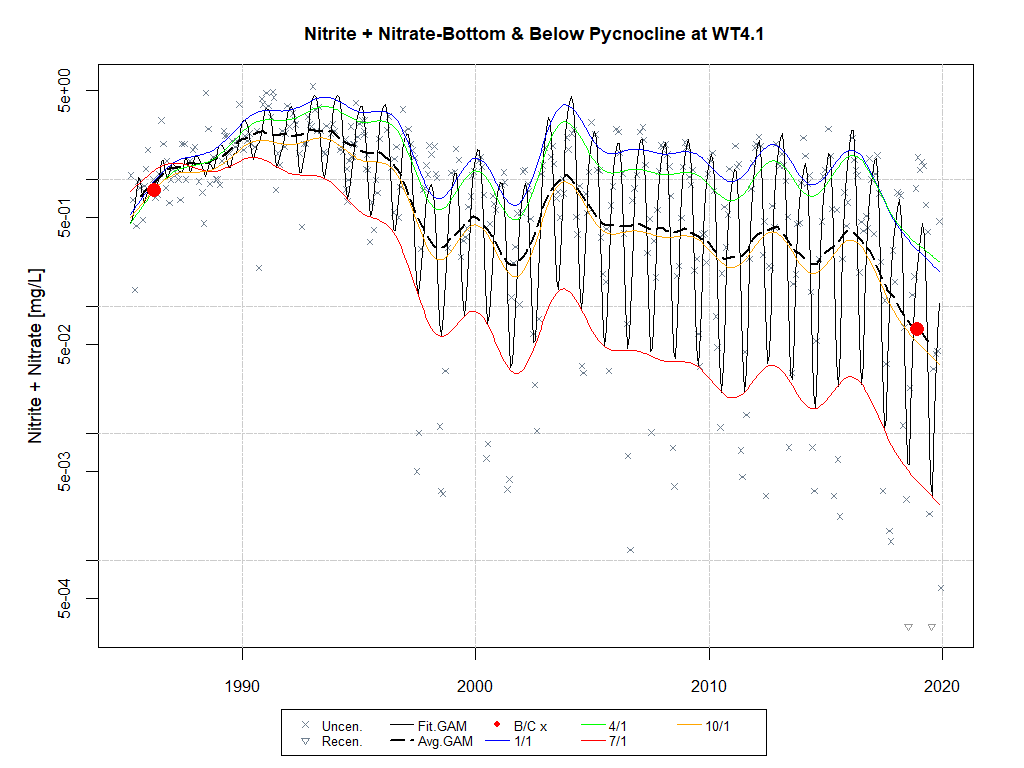 Nitrite + Nitrate-Bottom & Below Pycnocline at WT4.1
Nitrite + Nitrate [mg/L]
5e+00
5e-01
5e-02
5e-03
5e-04
1990 2000 2010 2020
Uncen. Fit.GAM B/C x 4/1 10/1
Recen. Avg.GAM 1/1 7/1